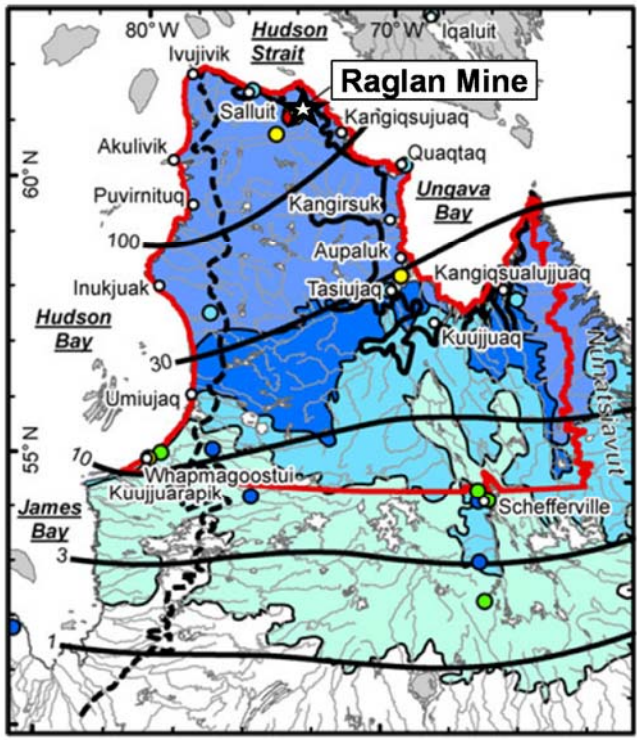 80° W
70° W
Hudson
Strait
Iqaluit
Ivujivik
Raglan Mine
Salluit
Kangiqsujuaq
Akulivik
Quaqtaq
60° N
Ungava
Bay
Puvirnituq
Kangirsuk
100
Aupaluk
Kangiqsualujjuaq
Inukjuak
Tasiujaq
Hudson
Bay
Kuujjuaq
Nunatsiavut
30
Umiujaq
55° N
10
Whapmagoostui
Kuujjuarapik
James
Bay
Schefferville
3
1